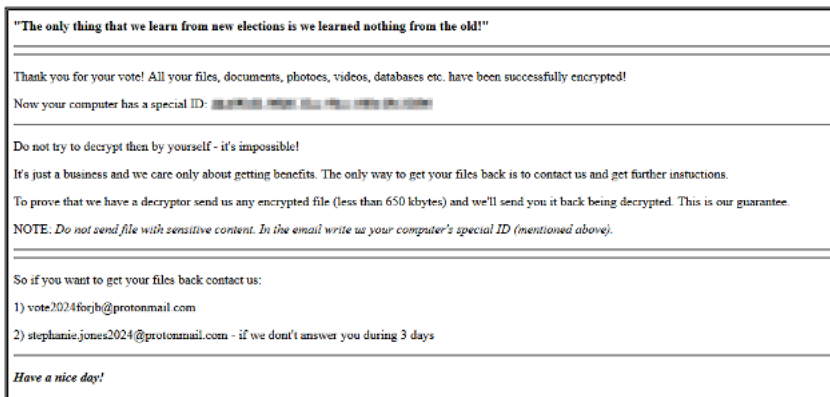 "The only thing that we learn from new elections is we learned nothing from the old!"
Thank you for your vote! All your files, documents, photoes, videos, databases etc. have been successfully encrypted!
Now your computer has a special ID:
Do not try to decrypt then by yourself - it's impossible!
It's just a business and we care only about getting benefits. The only way to get your files back is to contact us and get further instuctions.
To prove that we have a decryptor send us any encrypted file (less than 650 kbytes) and we'll send you it back being decrypted. This is our guarantee.
NOTE: Do not send file with sensitive content. In the email write us your computer's special ID (mentioned above).
So if you want to get your files back contact us:
1) vote2024forjb@protonmail.com
2) stephanie.jones2024@protonmail.com - if we dont't answer you during 3 days
Have a nice day!